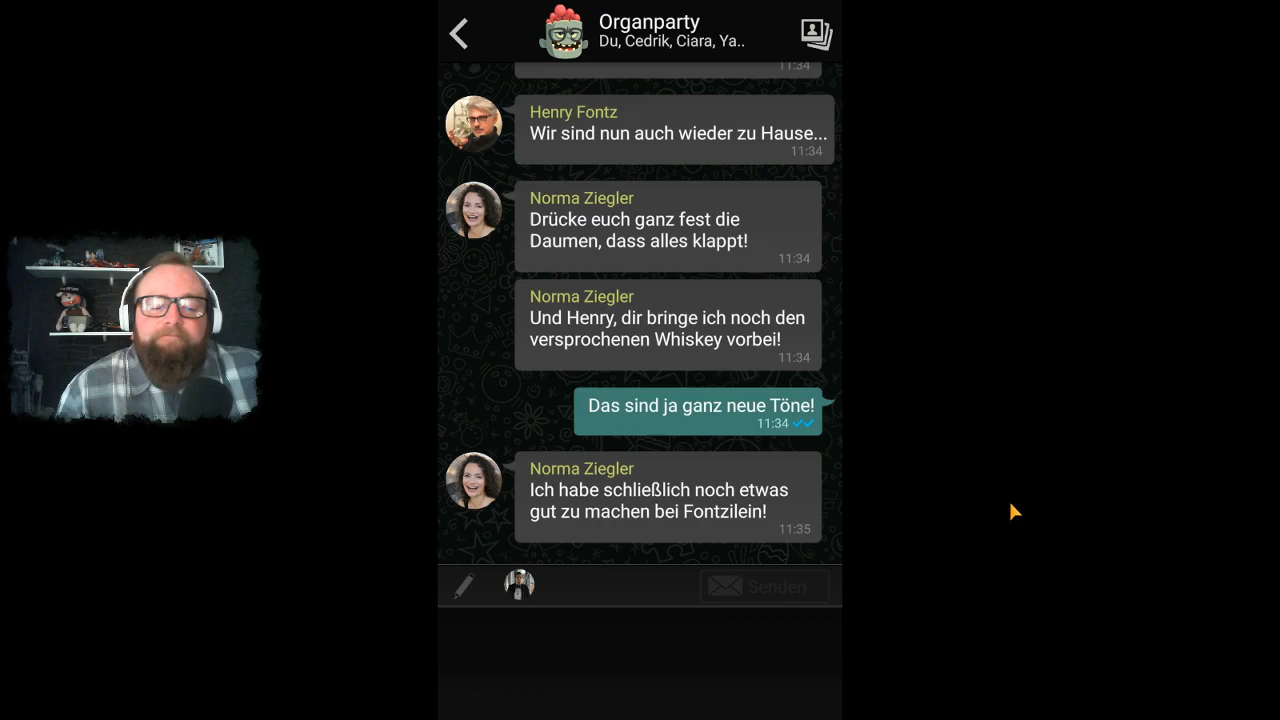 Organparty
Du, Cedrik, Ciara, Ya..
11:34
Henry Fontz
Wir sind nun auch wieder zu Hause...
11:34
Norma Ziegler
Drücke euch ganz fest die
Daumen, dass alles klappt!
11:34
Norma Ziegler
Und Henry, dir bringe ich noch den
versprochenen Whiskey vorbei!
11:34
Das sind ja ganz neue Töne!
11:34
Norma Ziegler
Ich habe schließlich noch etwas
gut zu machen bei Fontzilein!
11:35
Senden